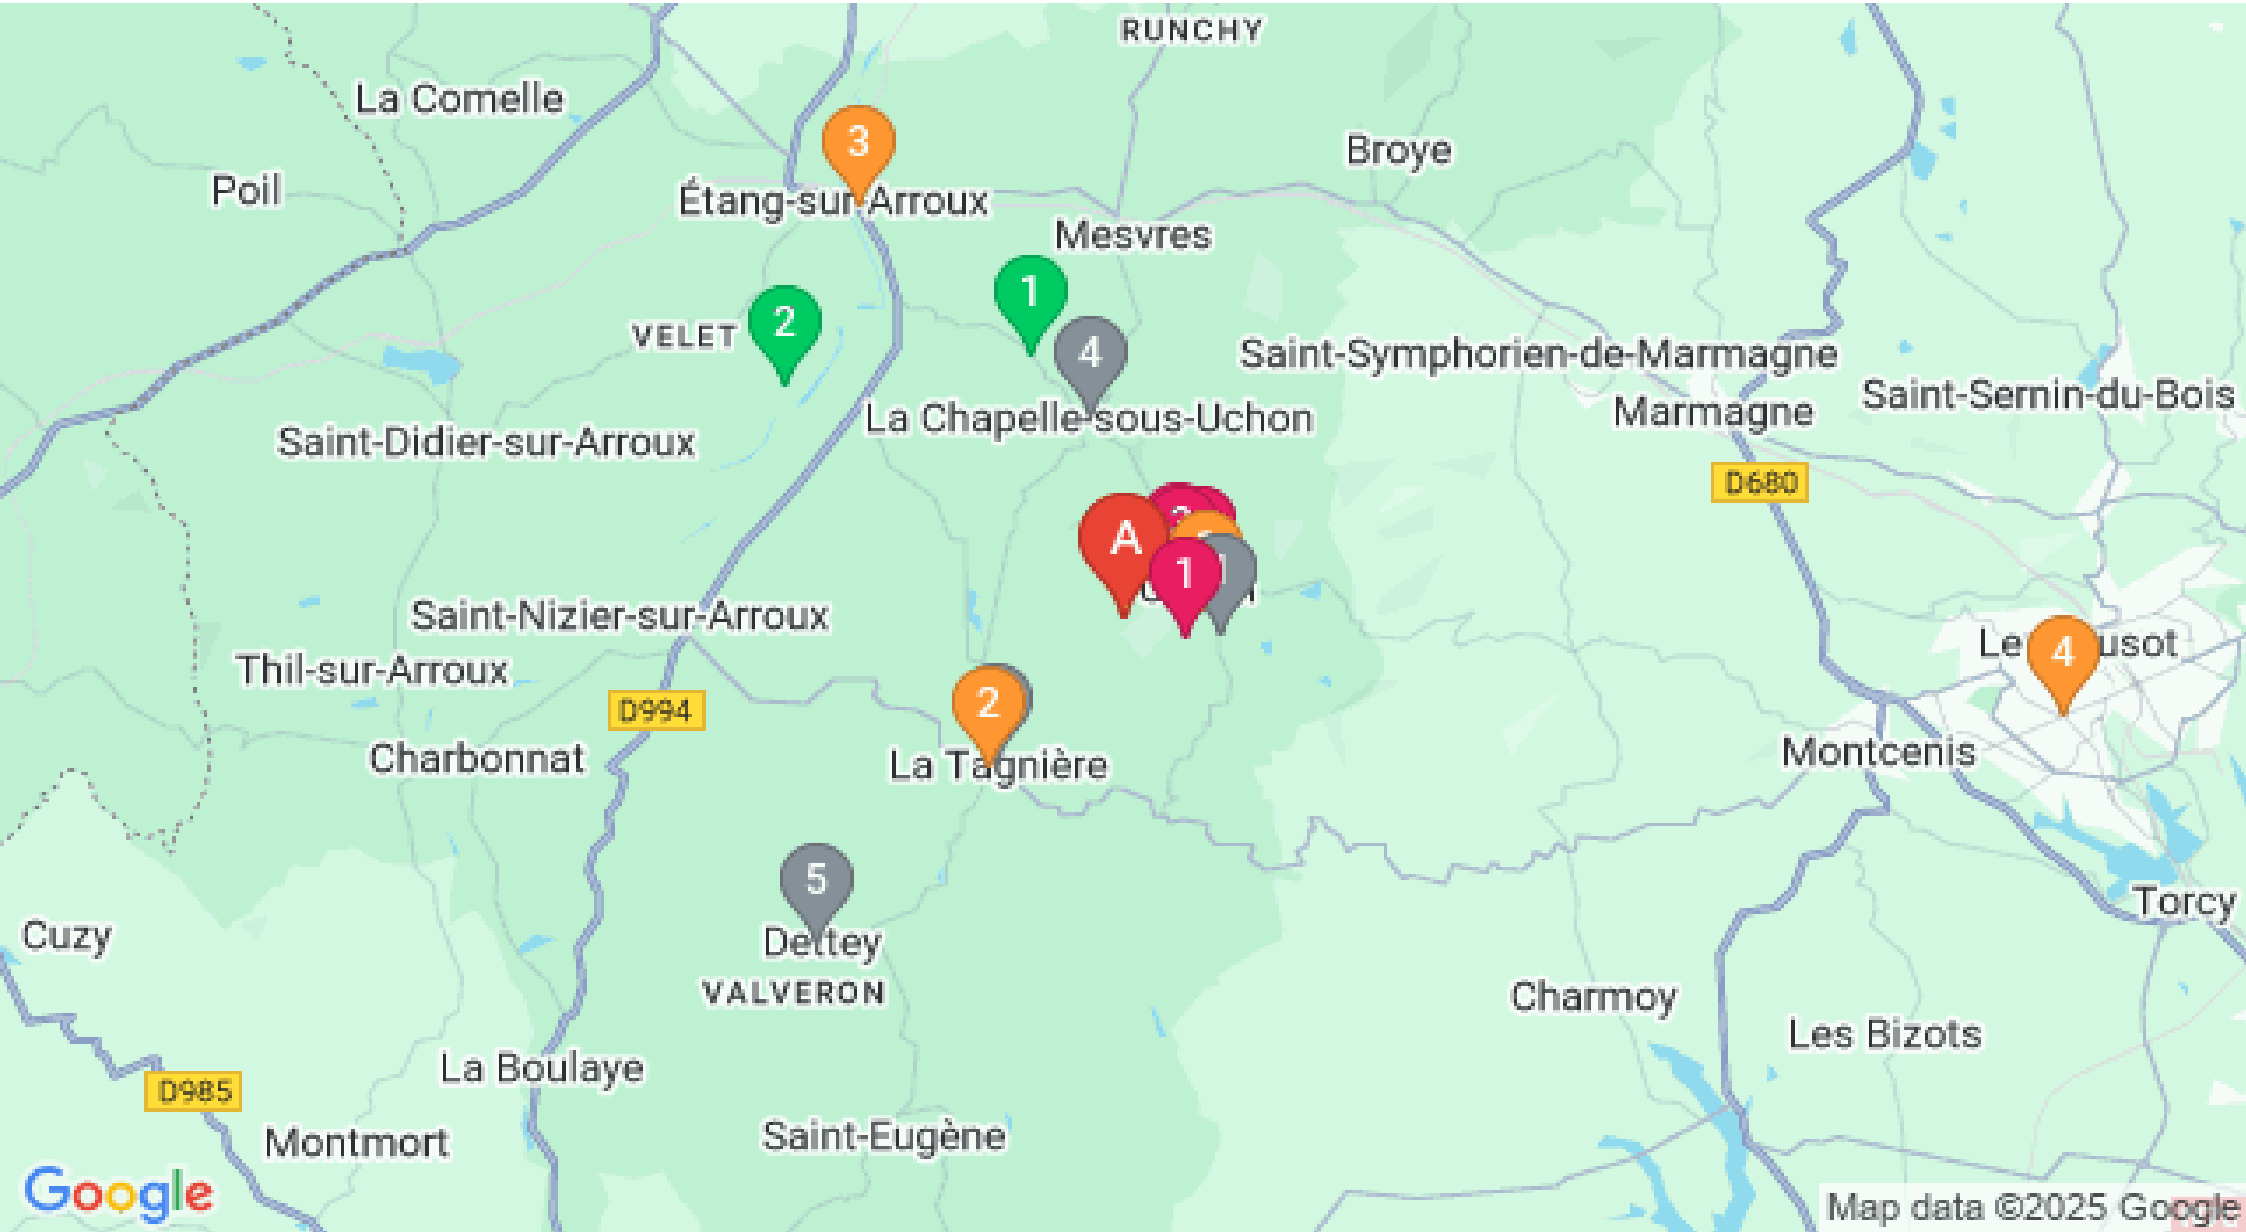 RUNCHY
La Comelle
3
Broye
Poil
Étang-sur-Arroux
Mesvres
1
2
VELET
4
Saint-Symphorien-de-Marmagne
Saint-Sernin-du-Bois
Marmagne
La Chapelle-sous-Uchon
Saint-Didier-sur-Arroux
D680
A
1
Saint-Nizier-sur-Arroux
Thil-sur-Arroux
4
D994
2
Charbonnat
La Tagnière
Montcenis
5
Torcy
Cuzy
Dettey
VALVERON
Charmoy
Les Bizots
La Boulaye
D985
Saint-Eugène
Montmort
Google
Map data ©2025 Google